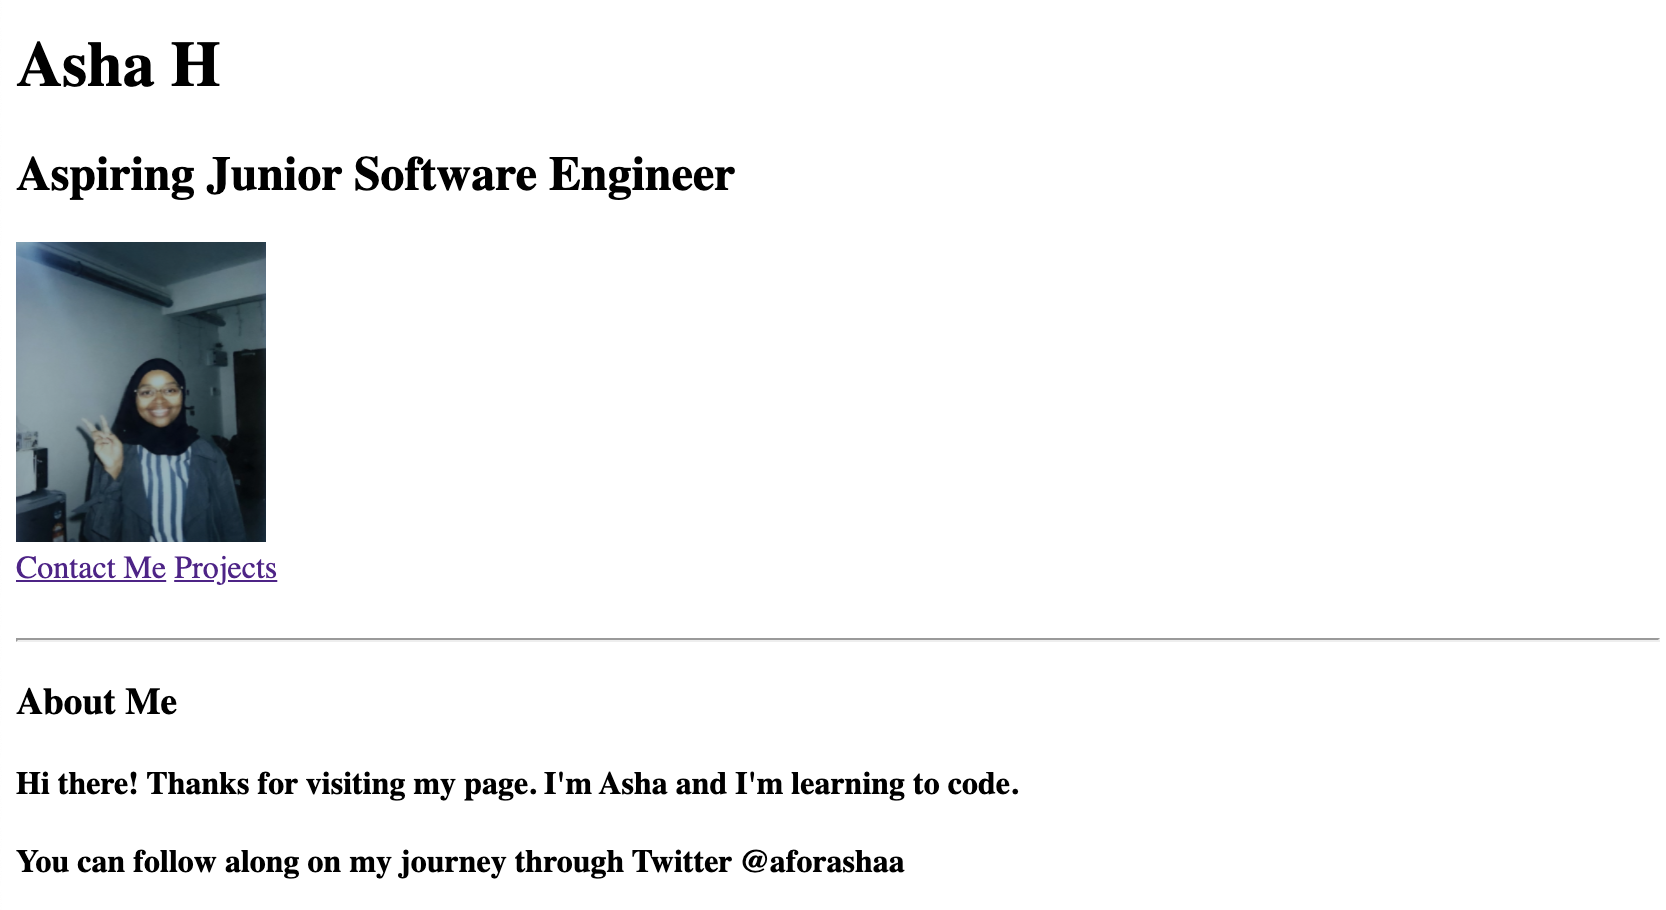 Asha H
Aspiring Junior Software Engineer
Contact Me Projects
About Me
Hi there! Thanks for visiting my page. I'm Asha and I'm learning to code.
You can follow along on my journey through Twitter @aforashaa